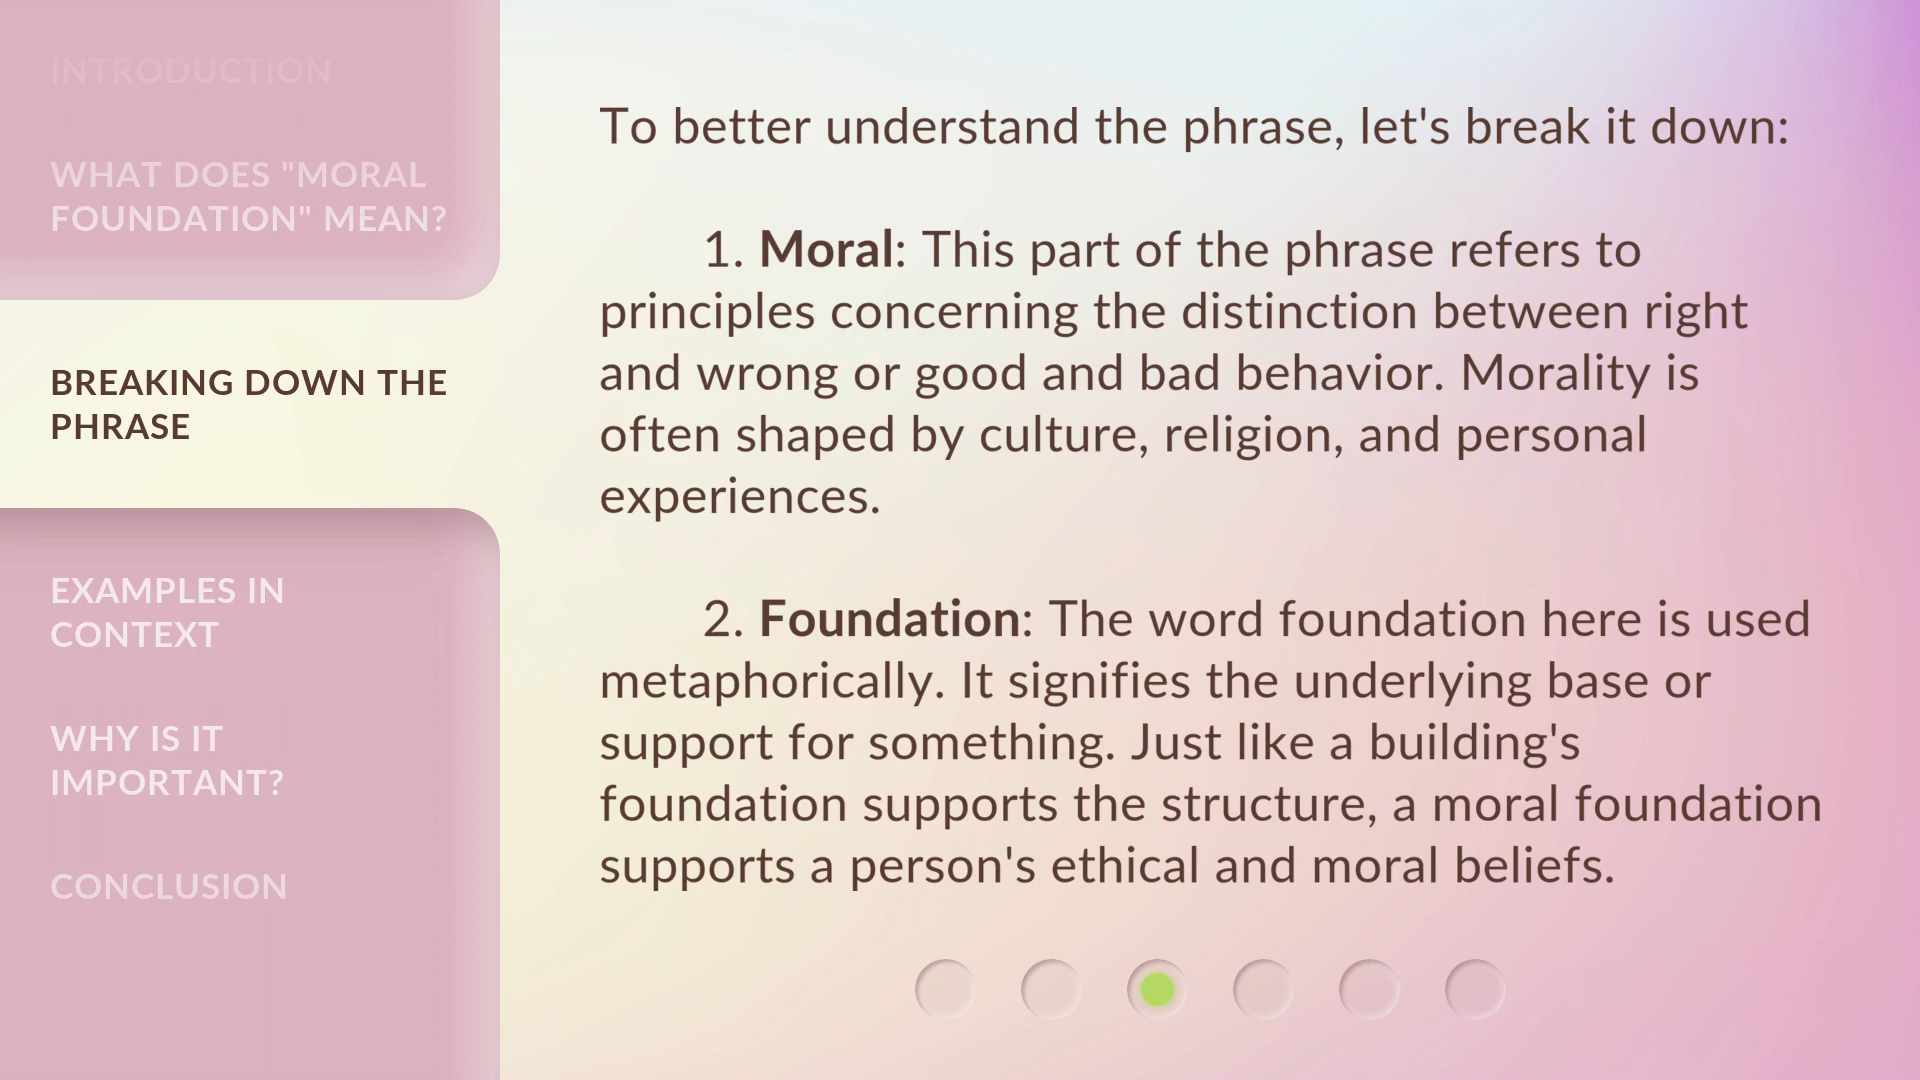 INTRODUCTION
WHAT DOES "MORAL
FOUNDATION" MEAN?
BREAKING DOWN THE
PHRASE
EXAMPLES IN
CONTEXT
WHY IS IT
IMPORTANT?
CONCLUSION
To better understand the phrase, let's break it down:
1. Moral: This part of the phrase refers to
principles concerning the distinction between right
and wrong or good and bad behavior. Morality is
often shaped by culture, religion, and personal
experiences.
2. Foundation: The word foundation here is used
metaphorically. It signifies the underlying base or
support for something. Just like a building's
foundation supports the structure, a moral foundation
supports a person's ethical and moral beliefs.